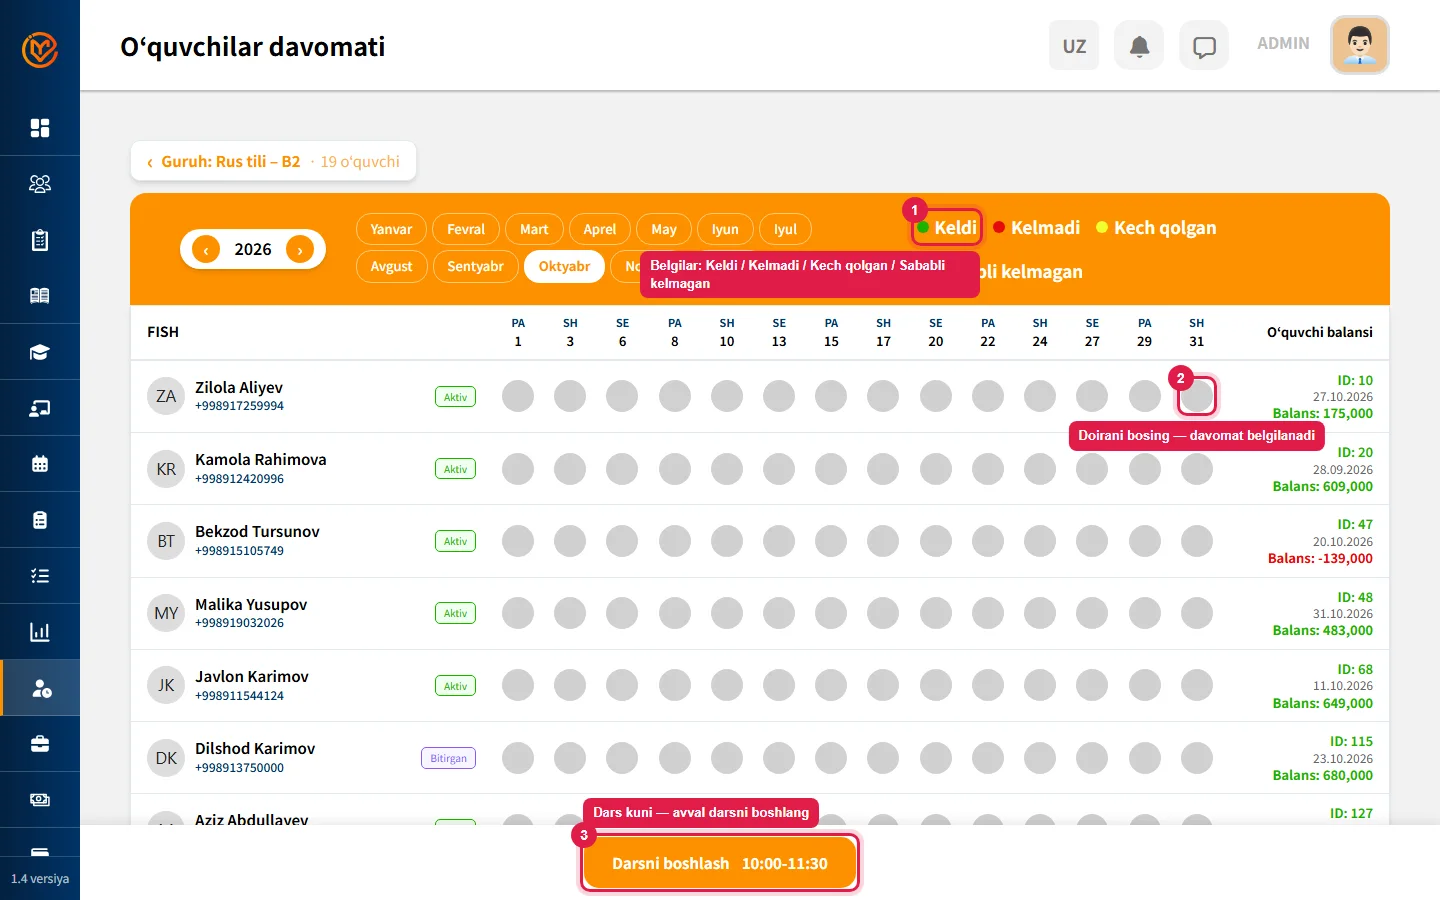 O‘quvchilar davomati
UZ
ADMIN
‹ Guruh: Rus tili – B2 · 19 o‘quvchi
‹ 2026 ›
Yanvar Fevral Mart Aprel May Iyun Iyul
Avgust Sentyabr Oktyabr
1
Keldi Kelmadi Kech qolgan
Belgilar: Keldi / Kelmadi / Kech qolgan / Sababli
kelmagan
kelmagan
FISH
PA SH SE PA SH SE PA SH SE PA SH SE PA SH
1 3 6 8 10 13 15 17 20 22 24 27 29 31
O‘quvchi balansi
ZA
Zilola Aliyev
+998917259994
Aktiv
2
ID: 10
27.10.2026
Balans: 175,000
Doirani bosing — davomat belgilanadi
KR
Kamola Rahimova
+998912420996
Aktiv
ID: 20
28.09.2026
Balans: 609,000
BT
Bekzod Tursunov
+998915105749
Aktiv
ID: 47
20.10.2026
Balans: -139,000
MY
Malika Yusupov
+998919032026
Aktiv
ID: 48
31.10.2026
Balans: 483,000
JK
Javlon Karimov
+998911544124
Aktiv
ID: 68
11.10.2026
Balans: 649,000
DK
Dilshod Karimov
+998913750000
Bitirgan
ID: 115
23.10.2026
Balans: 680,000
Aziz Abdullayev
ID: 127
Dars kuni — avval darsni boshlang
3
Darsni boshlash 10:00-11:30
1.4 versiya